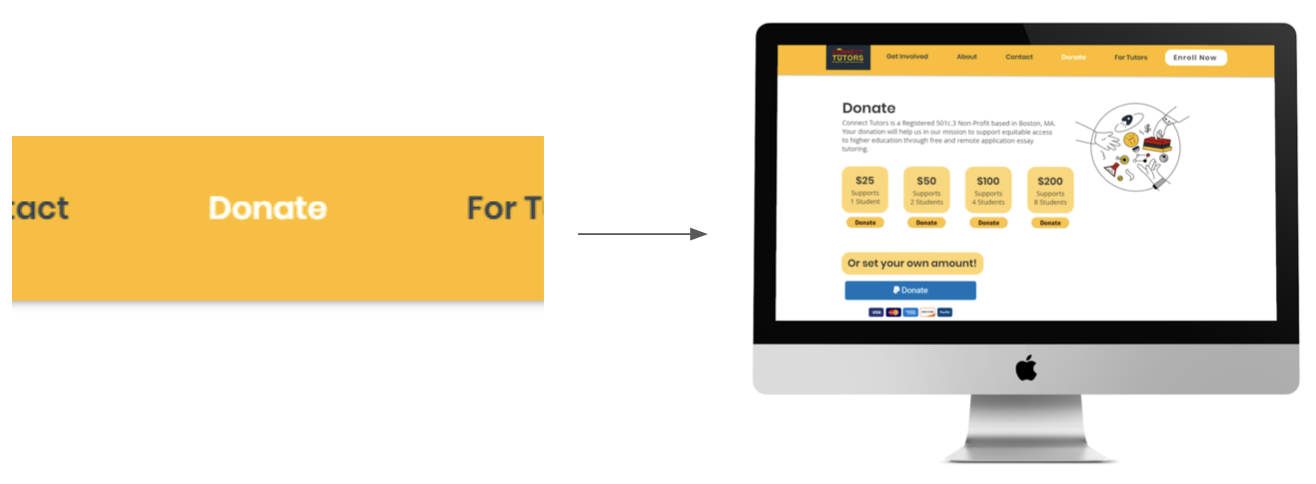 tact Donate For Tu
CONNECT
TUTORS
Get Involved About Contact Donate For Tutors Enroll Now
Donate
Connect Tutors is a Registered 501c.3 Non-Profit based in Boston, MA.
Your donation will help us in our mission to support equitable access
to higher education through free and remote application essay
tutoring.
$25 $50 $100 $200
Supports Supports Supports Supports
1 Student 2 Students 4 Students 8 Students
Donate Donate Donate Donate
Or set your own amount!
Donate
VISA PayPal